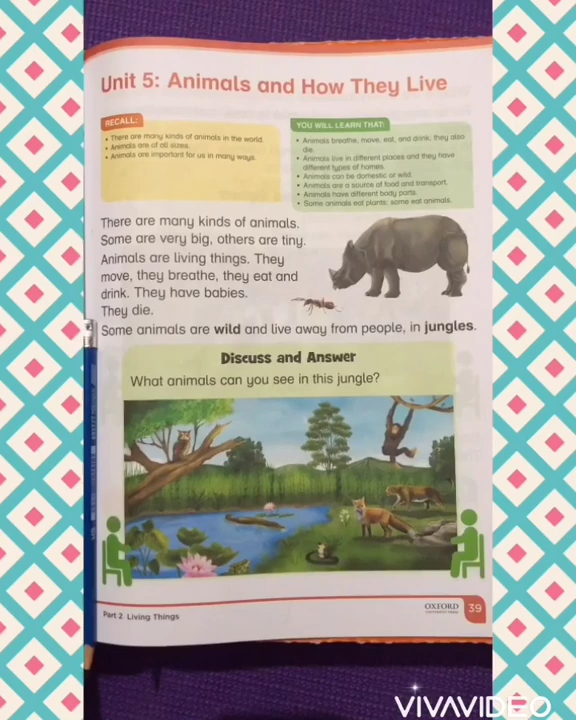 Unit 5: Animals and How They Live
RECALL:
• There are many kinds of animals in the world.
• Animals are of all sizes.
• Animals are important for us in many ways.
YOU WILL LEARN THAT:
• Animals breathe, move, eat, and drink; they also
die.
• Animals live in different places and they have
different types of homes.
• Animals can be domestic or wild.
• Animals are a source of food and transport.
• Animals have different body parts.
• Some animals eat plants; some eat animals.
There are many kinds of animals.
Some are very big, others are tiny.
Animals are living things. They
move, they breathe, they eat and
drink. They have babies.
They die.
Some animals are wild and live away from people, in jungles.
Discuss and Answer
What animals can you see in this jungle?
Part 2 Living Things
OXFORD
UNIVERSITY PRESS
39
VIVAVIDEO